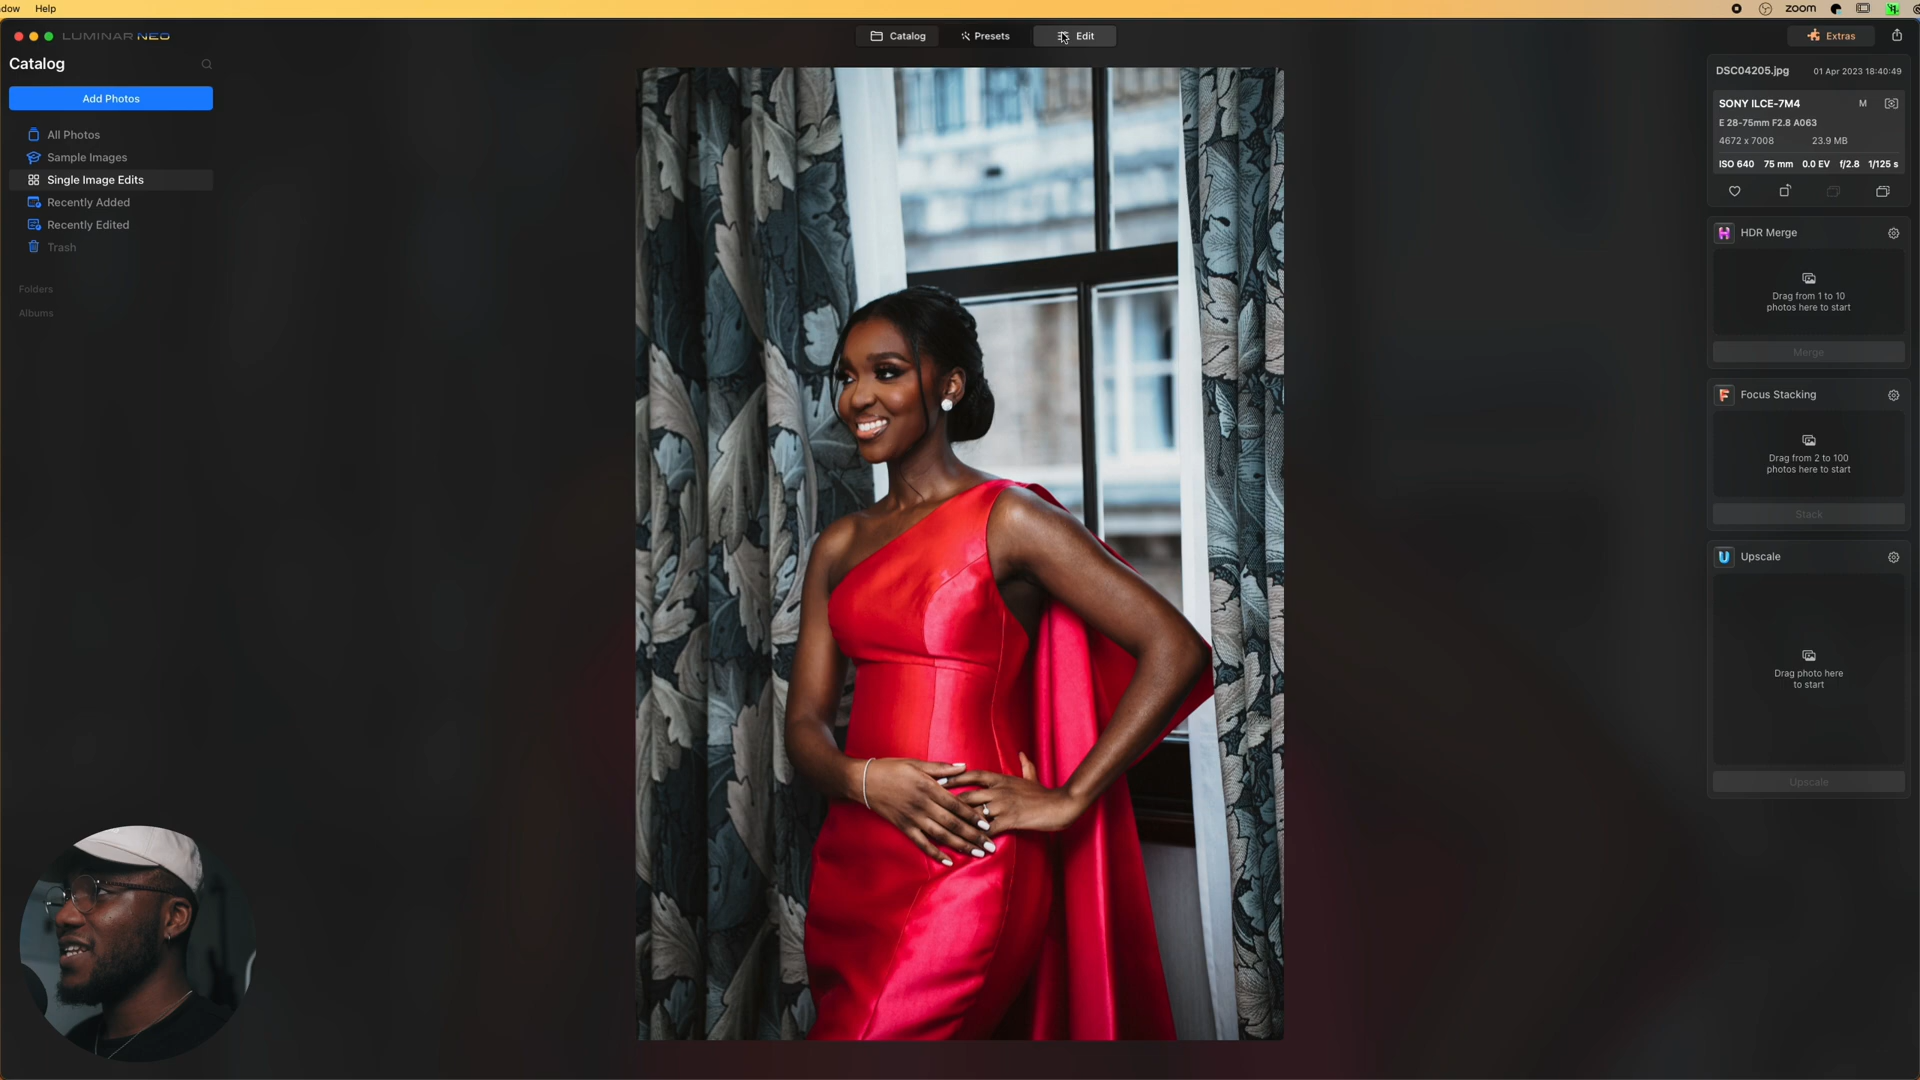 dow Help
zoom
LUMINAR NEO
Catalog Presets Edit
Extras
Catalog
Add Photos
All Photos
Sample Images
Single Image Edits
Recently Added
Recently Edited
Trash
Folders
Albums
DSC04205.jpg 01 Apr 2023 18:40:49
SONY ILCE-7M4 M
E 28-75mm F2.8 A063
4672 x 7008 23.9 MB
ISO 640 75 mm 0.0 EV f/2.8 1/125 s
HDR Merge
Drag from 1 to 10
photos here to start
Merge
Focus Stacking
Drag from 2 to 100
photos here to start
Stack
Upscale
Drag photo here
to start
Upscale